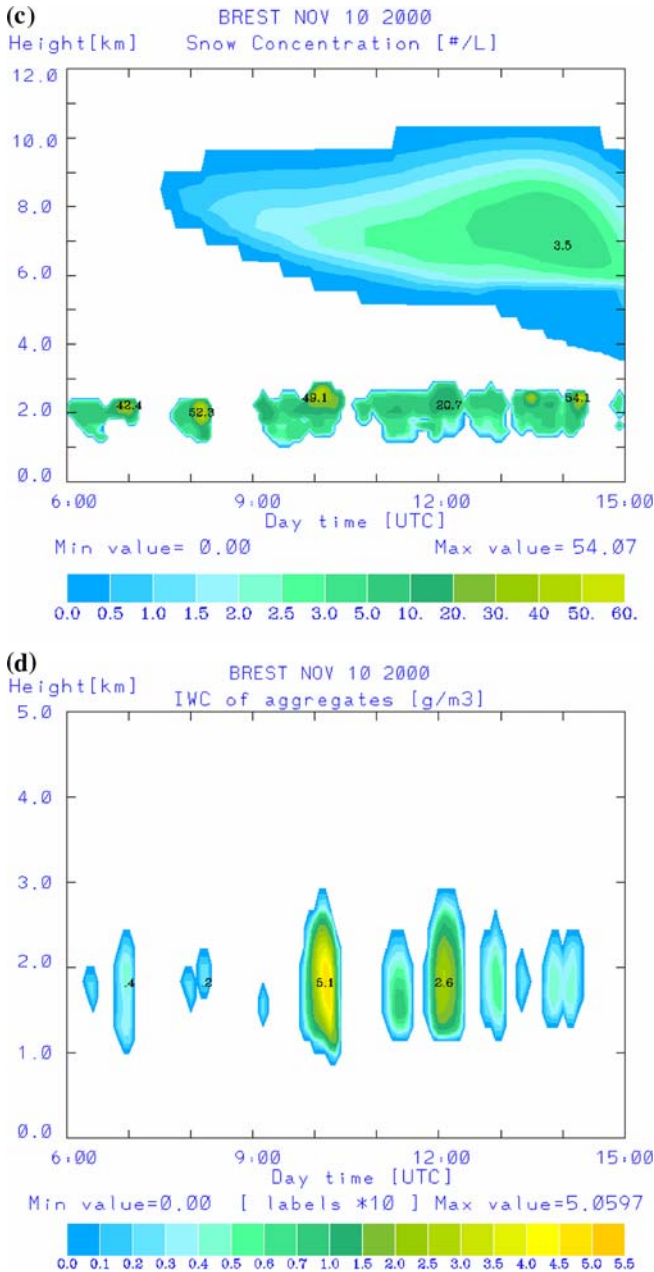 (c)
BREST NOV 10 2000
Height[km] Snow Concentration [#/L]
12.0
10.0
8.0
3.5
6.0
4.0
42.4 52.3 49.1 20.7 54.1
2.0
0.0
6:00 9:00 12:00 15:00
Day time [UTC]
Min value= 0.00 Max value= 54.07
0.0 0.5 1.0 1.5 2.0 2.5 3.0 5.0 10. 20. 30. 40 50. 60.
(d)
BREST NOV 10 2000
Height[km]
IWC of aggregates [g/m3]
5.0
4.0
3.0
2.0
.4 .2 5.1 2.6
1.0
0.0
6:00 9:00 12:00 15:00
Day time [UTC]
Min value=0.00 [ labels *10 ] Max value=5.0597
0.0 0.1 0.2 0.3 0.4 0.5 0.6 0.7 1.0 1.5 2.0 2.5 3.5 4.0 4.5 5.0 5.5